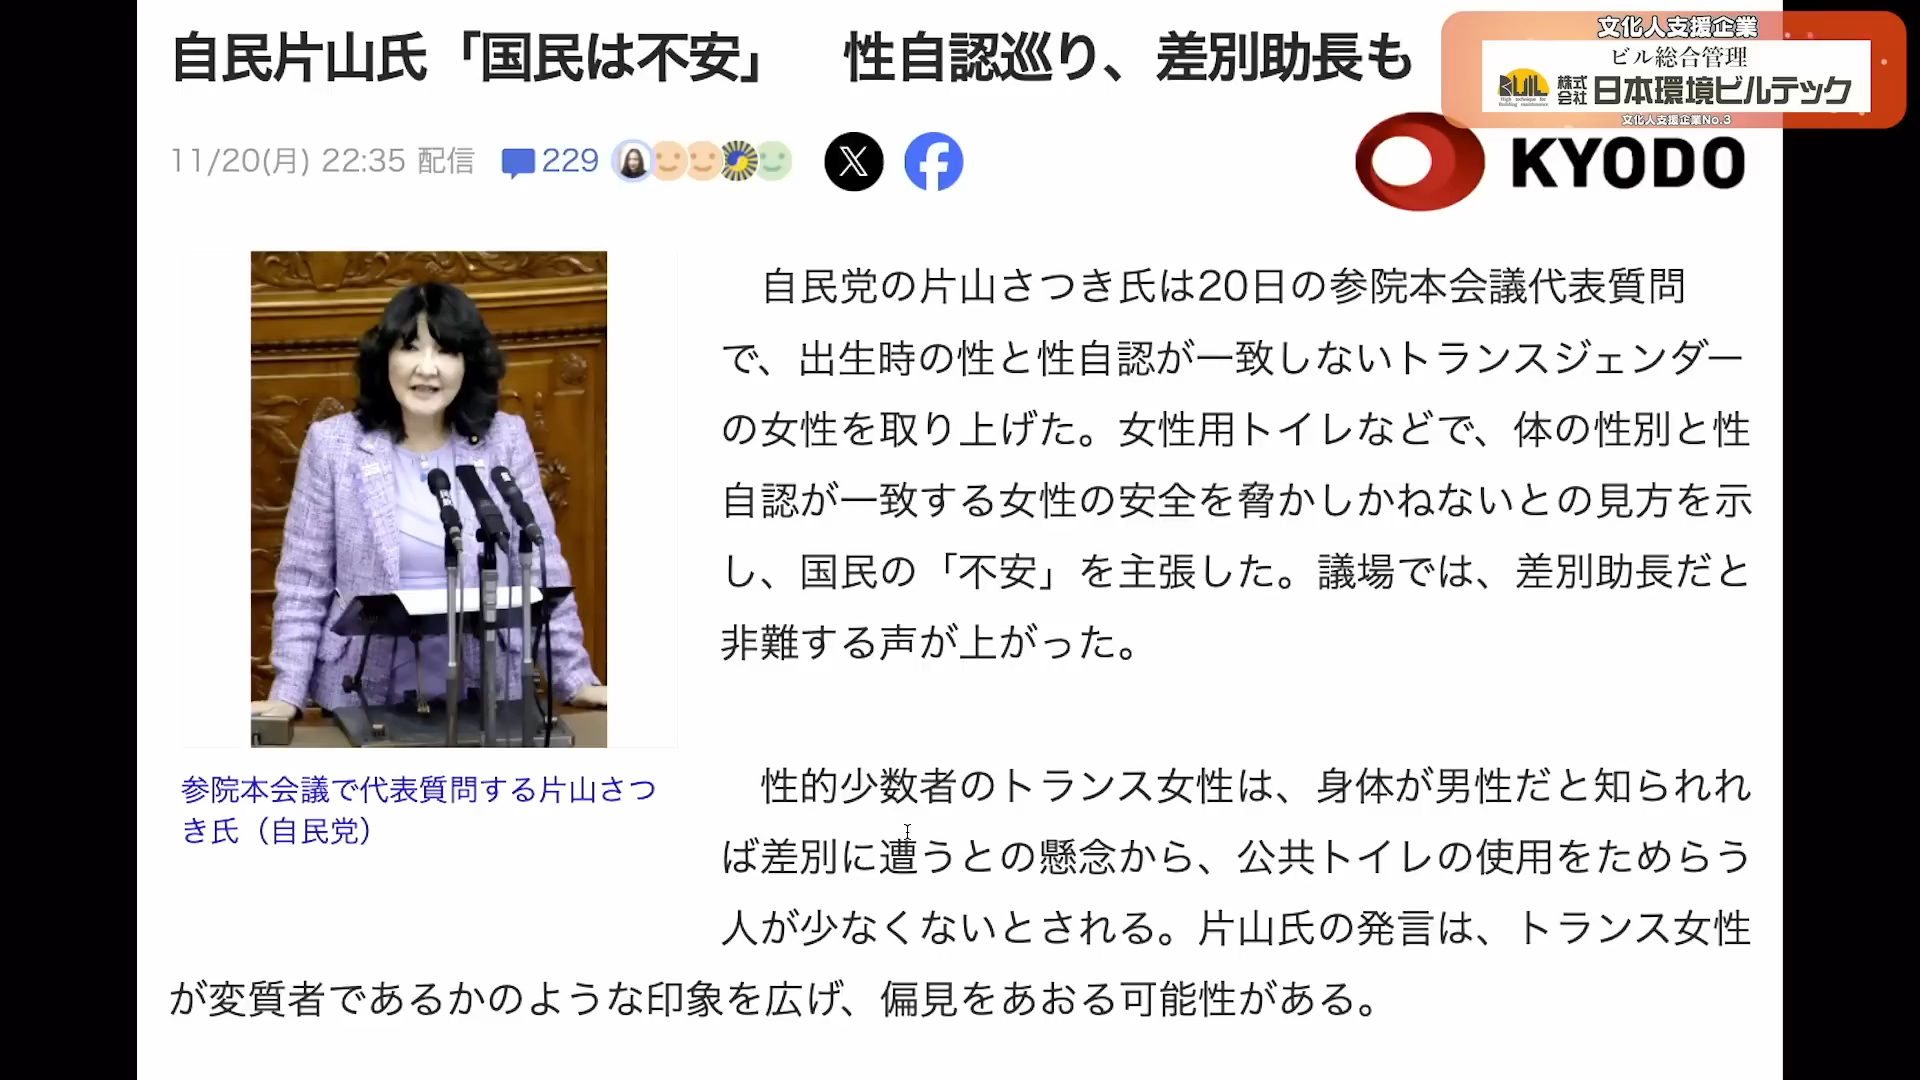 自民片山氏「国民は不安」　性自認巡り、差別助長も
文化人支援企業
ビル総合管理
BUIL
株式会社 日本環境ビルテック
文化人支援企業No.3
11/20(月) 22:35 配信
229
KYODO
自民党の片山さつき氏は20日の参院本会議代表質問
で、出生時の性と性自認が一致しないトランスジェンダー
の女性を取り上げた。女性用トイレなどで、体の性別と性
自認が一致する女性の安全を脅かしかねないとの見方を示
し、国民の「不安」を主張した。議場では、差別助長だと
非難する声が上がった。
参院本会議で代表質問する片山さつ
き氏（自民党）
性的少数者のトランス女性は、身体が男性だと知られれ
ば差別に遭うとの懸念から、公共トイレの使用をためらう
人が少なくないとされる。片山氏の発言は、トランス女性
が変質者であるかのような印象を広げ、偏見をあおる可能性がある。